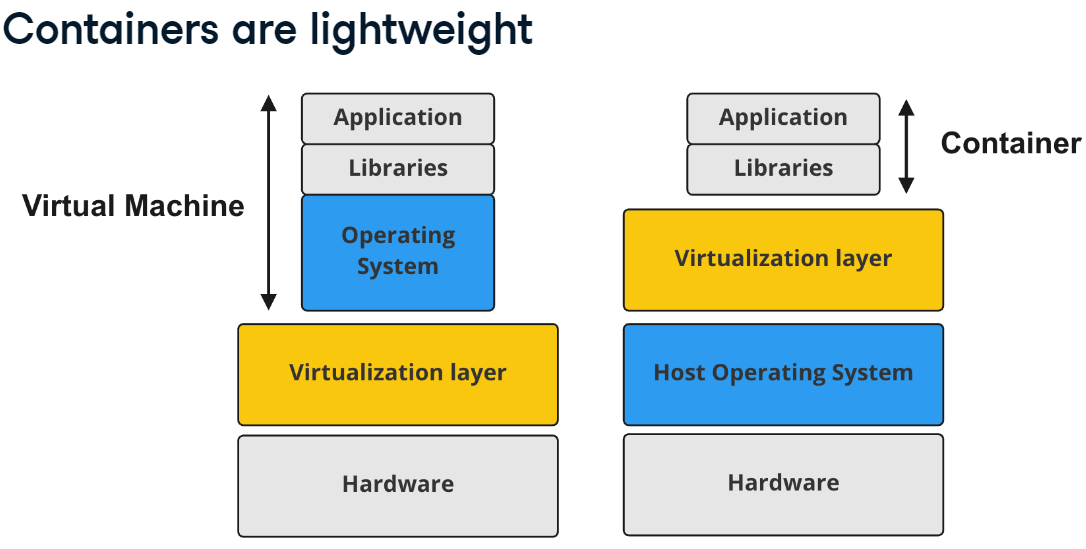 Containers are lightweight
Virtual Machine
Application
Libraries
Operating
System
Virtualization layer
Hardware
Application
Libraries
Container
Virtualization layer
Host Operating System
Hardware